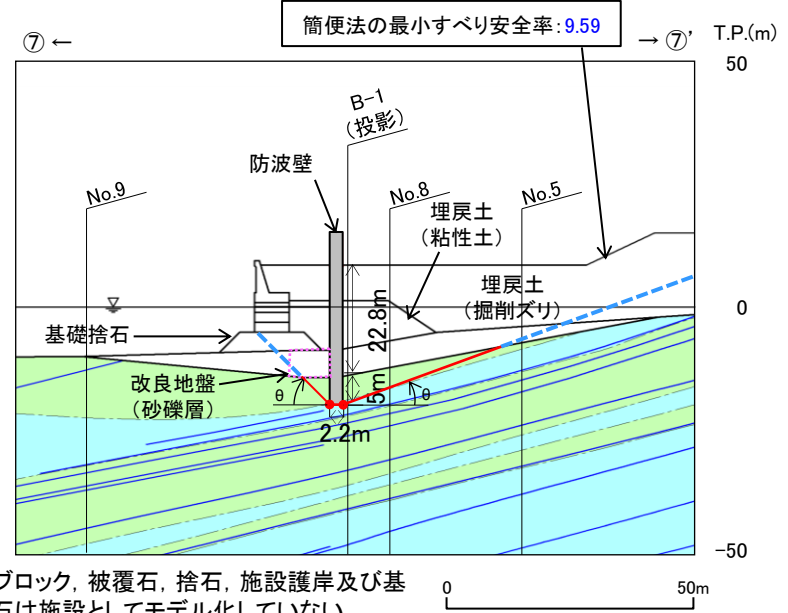 簡便法の最小すべり安全率:9.59
⑦ ←
→ ⑦’
T.P.(m)
50
B-1
(投影)
防波壁
No.9
No.8
No.5
埋戻土
(粘性土)
埋戻土
(掘削ズリ)
0
22.8m
基礎捨石
改良地盤
(砂礫層)
θ
5m
θ
2.2m
-50
ブロック, 被覆石, 捨石, 施設護岸及び基
石は施設としてモデル化していない
0
50m